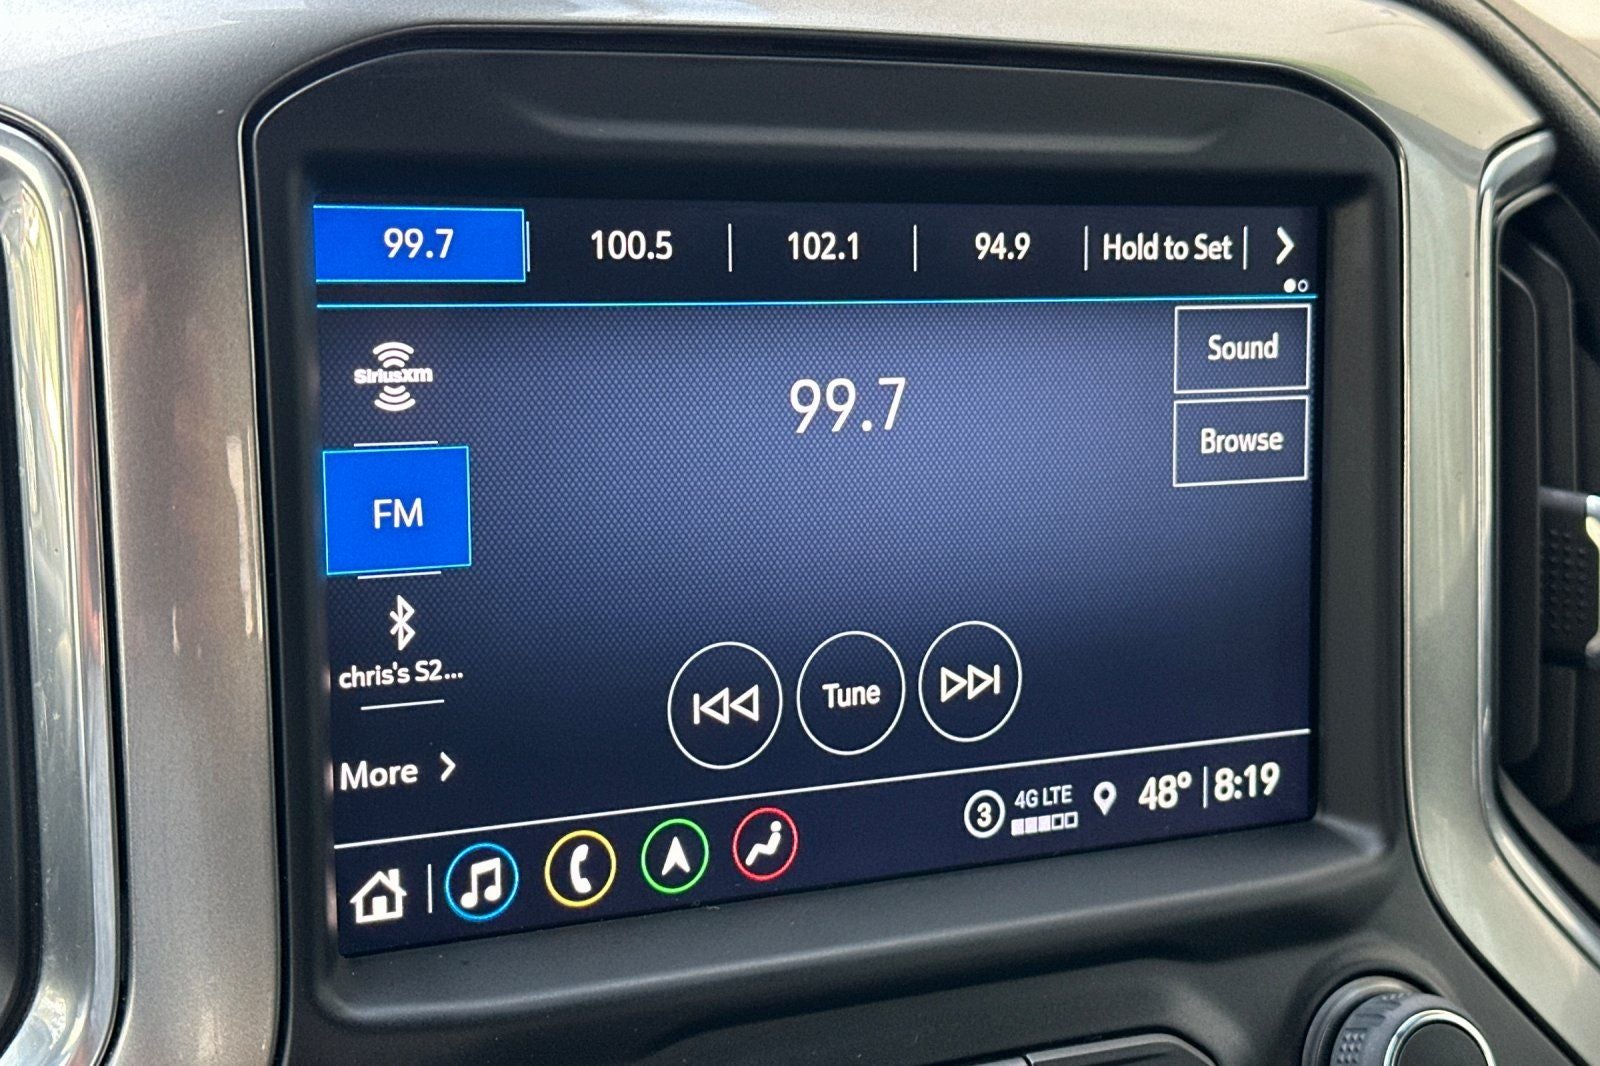 99.7 100.5 102.1 94.9 Hold to Set
SiriusXM
99.7
Sound
Browse
FM
chris's S2...
Tune
More
3 4G LTE 48° 8:19